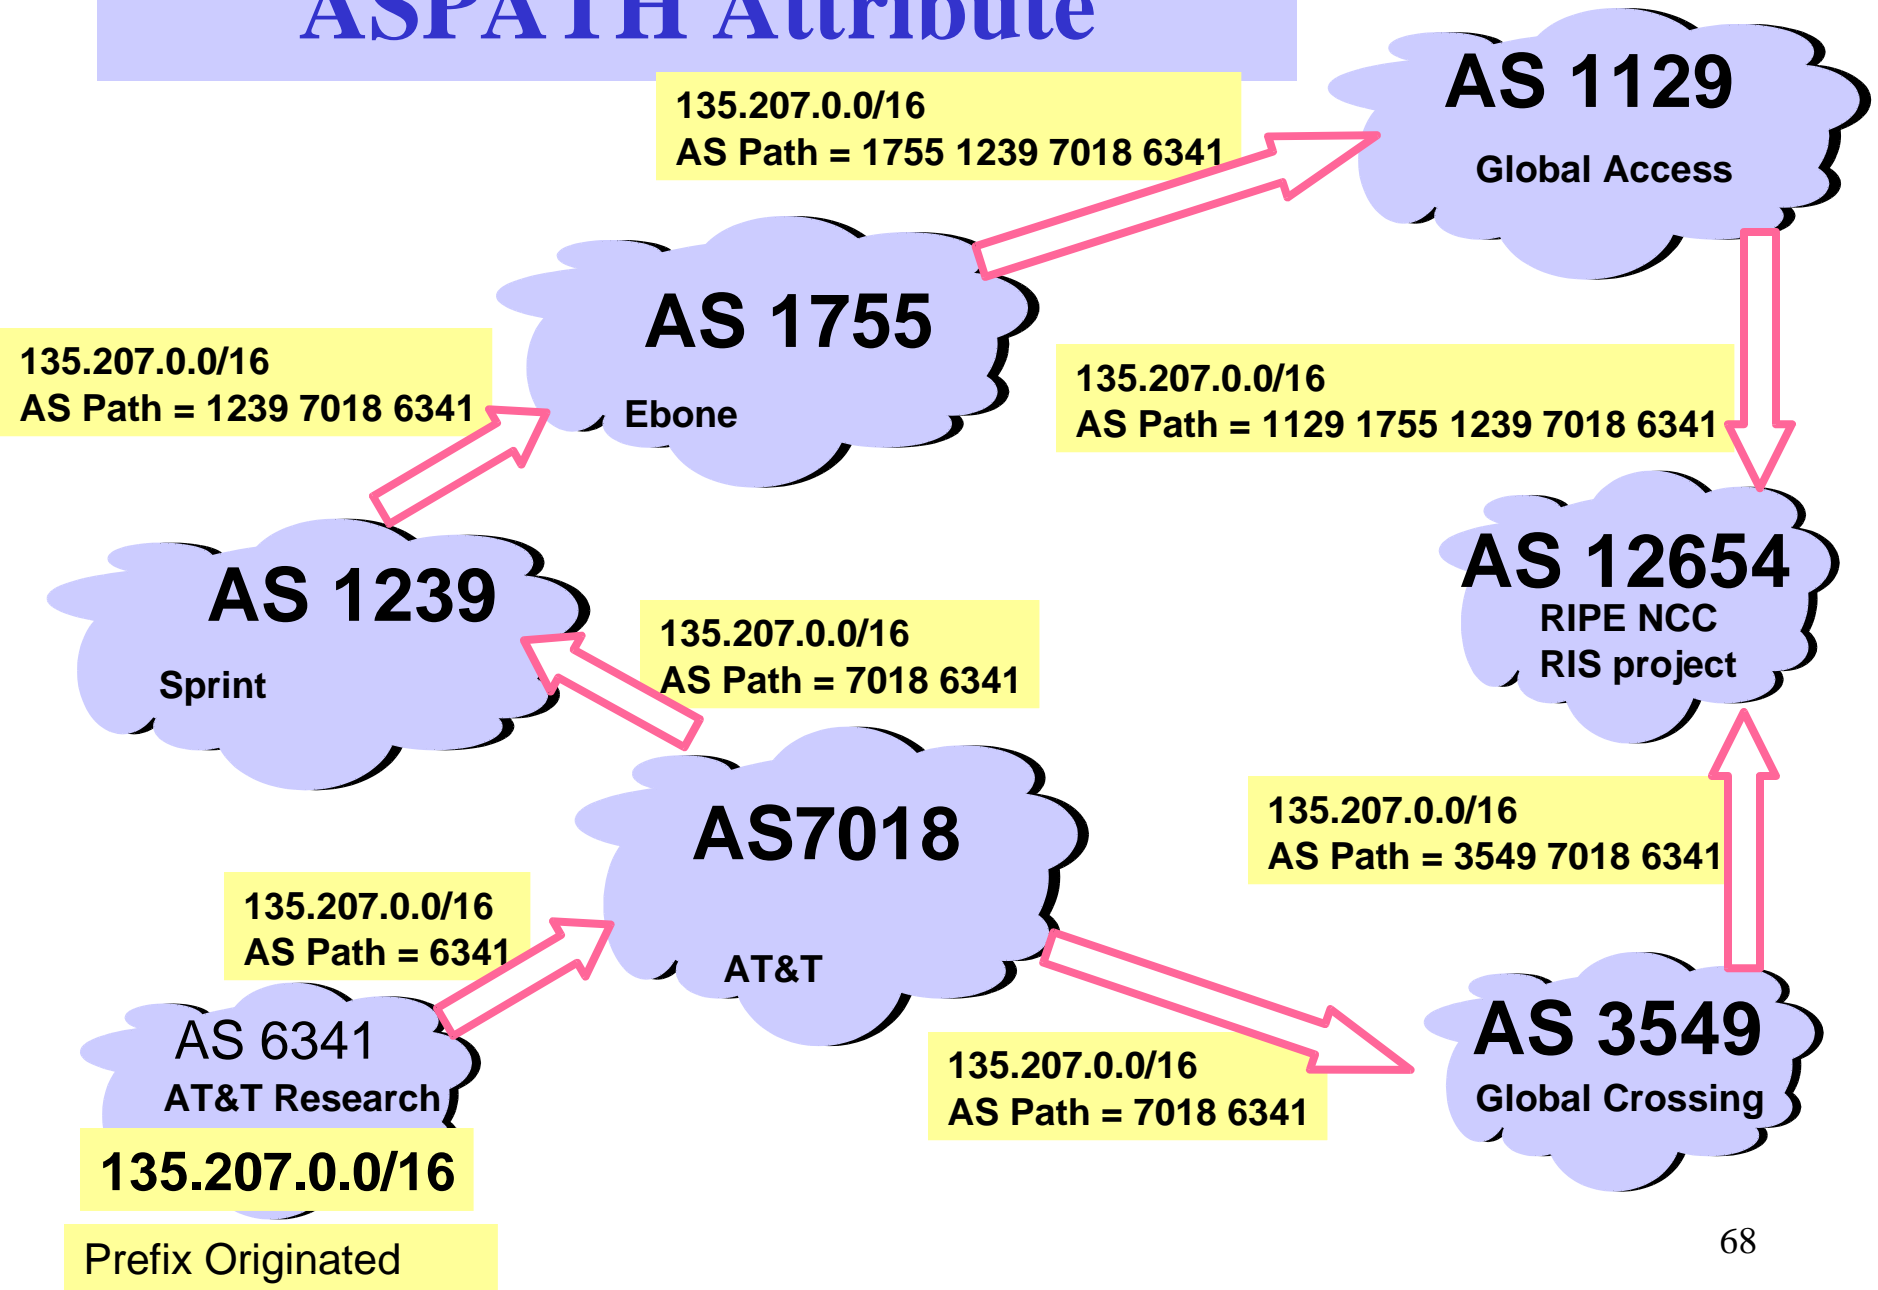 ASPATH Attribute
135.207.0.0/16
AS Path = 1755 1239 7018 6341
AS 1129
Global Access
AS 1755
Ebone
135.207.0.0/16
AS Path = 1239 7018 6341
135.207.0.0/16
AS Path = 1129 1755 1239 7018 6341
AS 1239
Sprint
135.207.0.0/16
AS Path = 7018 6341
AS 12654
RIPE NCC
RIS project
AS7018
AT&T
135.207.0.0/16
AS Path = 3549 7018 6341
135.207.0.0/16
AS Path = 6341
AS 6341
AT&T Research
135.207.0.0/16
Prefix Originated
135.207.0.0/16
AS Path = 7018 6341
AS 3549
Global Crossing
68